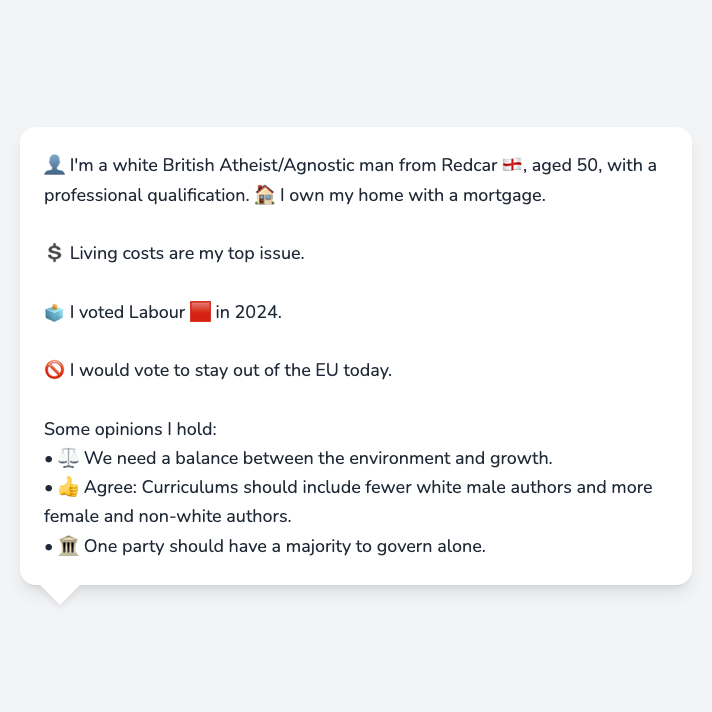 👤 I'm a white British Atheist/Agnostic man from Redcar 🏴󠁧󠁢󠁥󠁮󠁧󠁿, aged 50, with a
professional qualification. 🏠 I own my home with a mortgage.
💲 Living costs are my top issue.
🗳️ I voted Labour 🟥 in 2024.
🚫 I would vote to stay out of the EU today.
Some opinions I hold:
• ⚖️ We need a balance between the environment and growth.
• 👍 Agree: Curriculums should include fewer white male authors and more
female and non-white authors.
• 🏛️ One party should have a majority to govern alone.